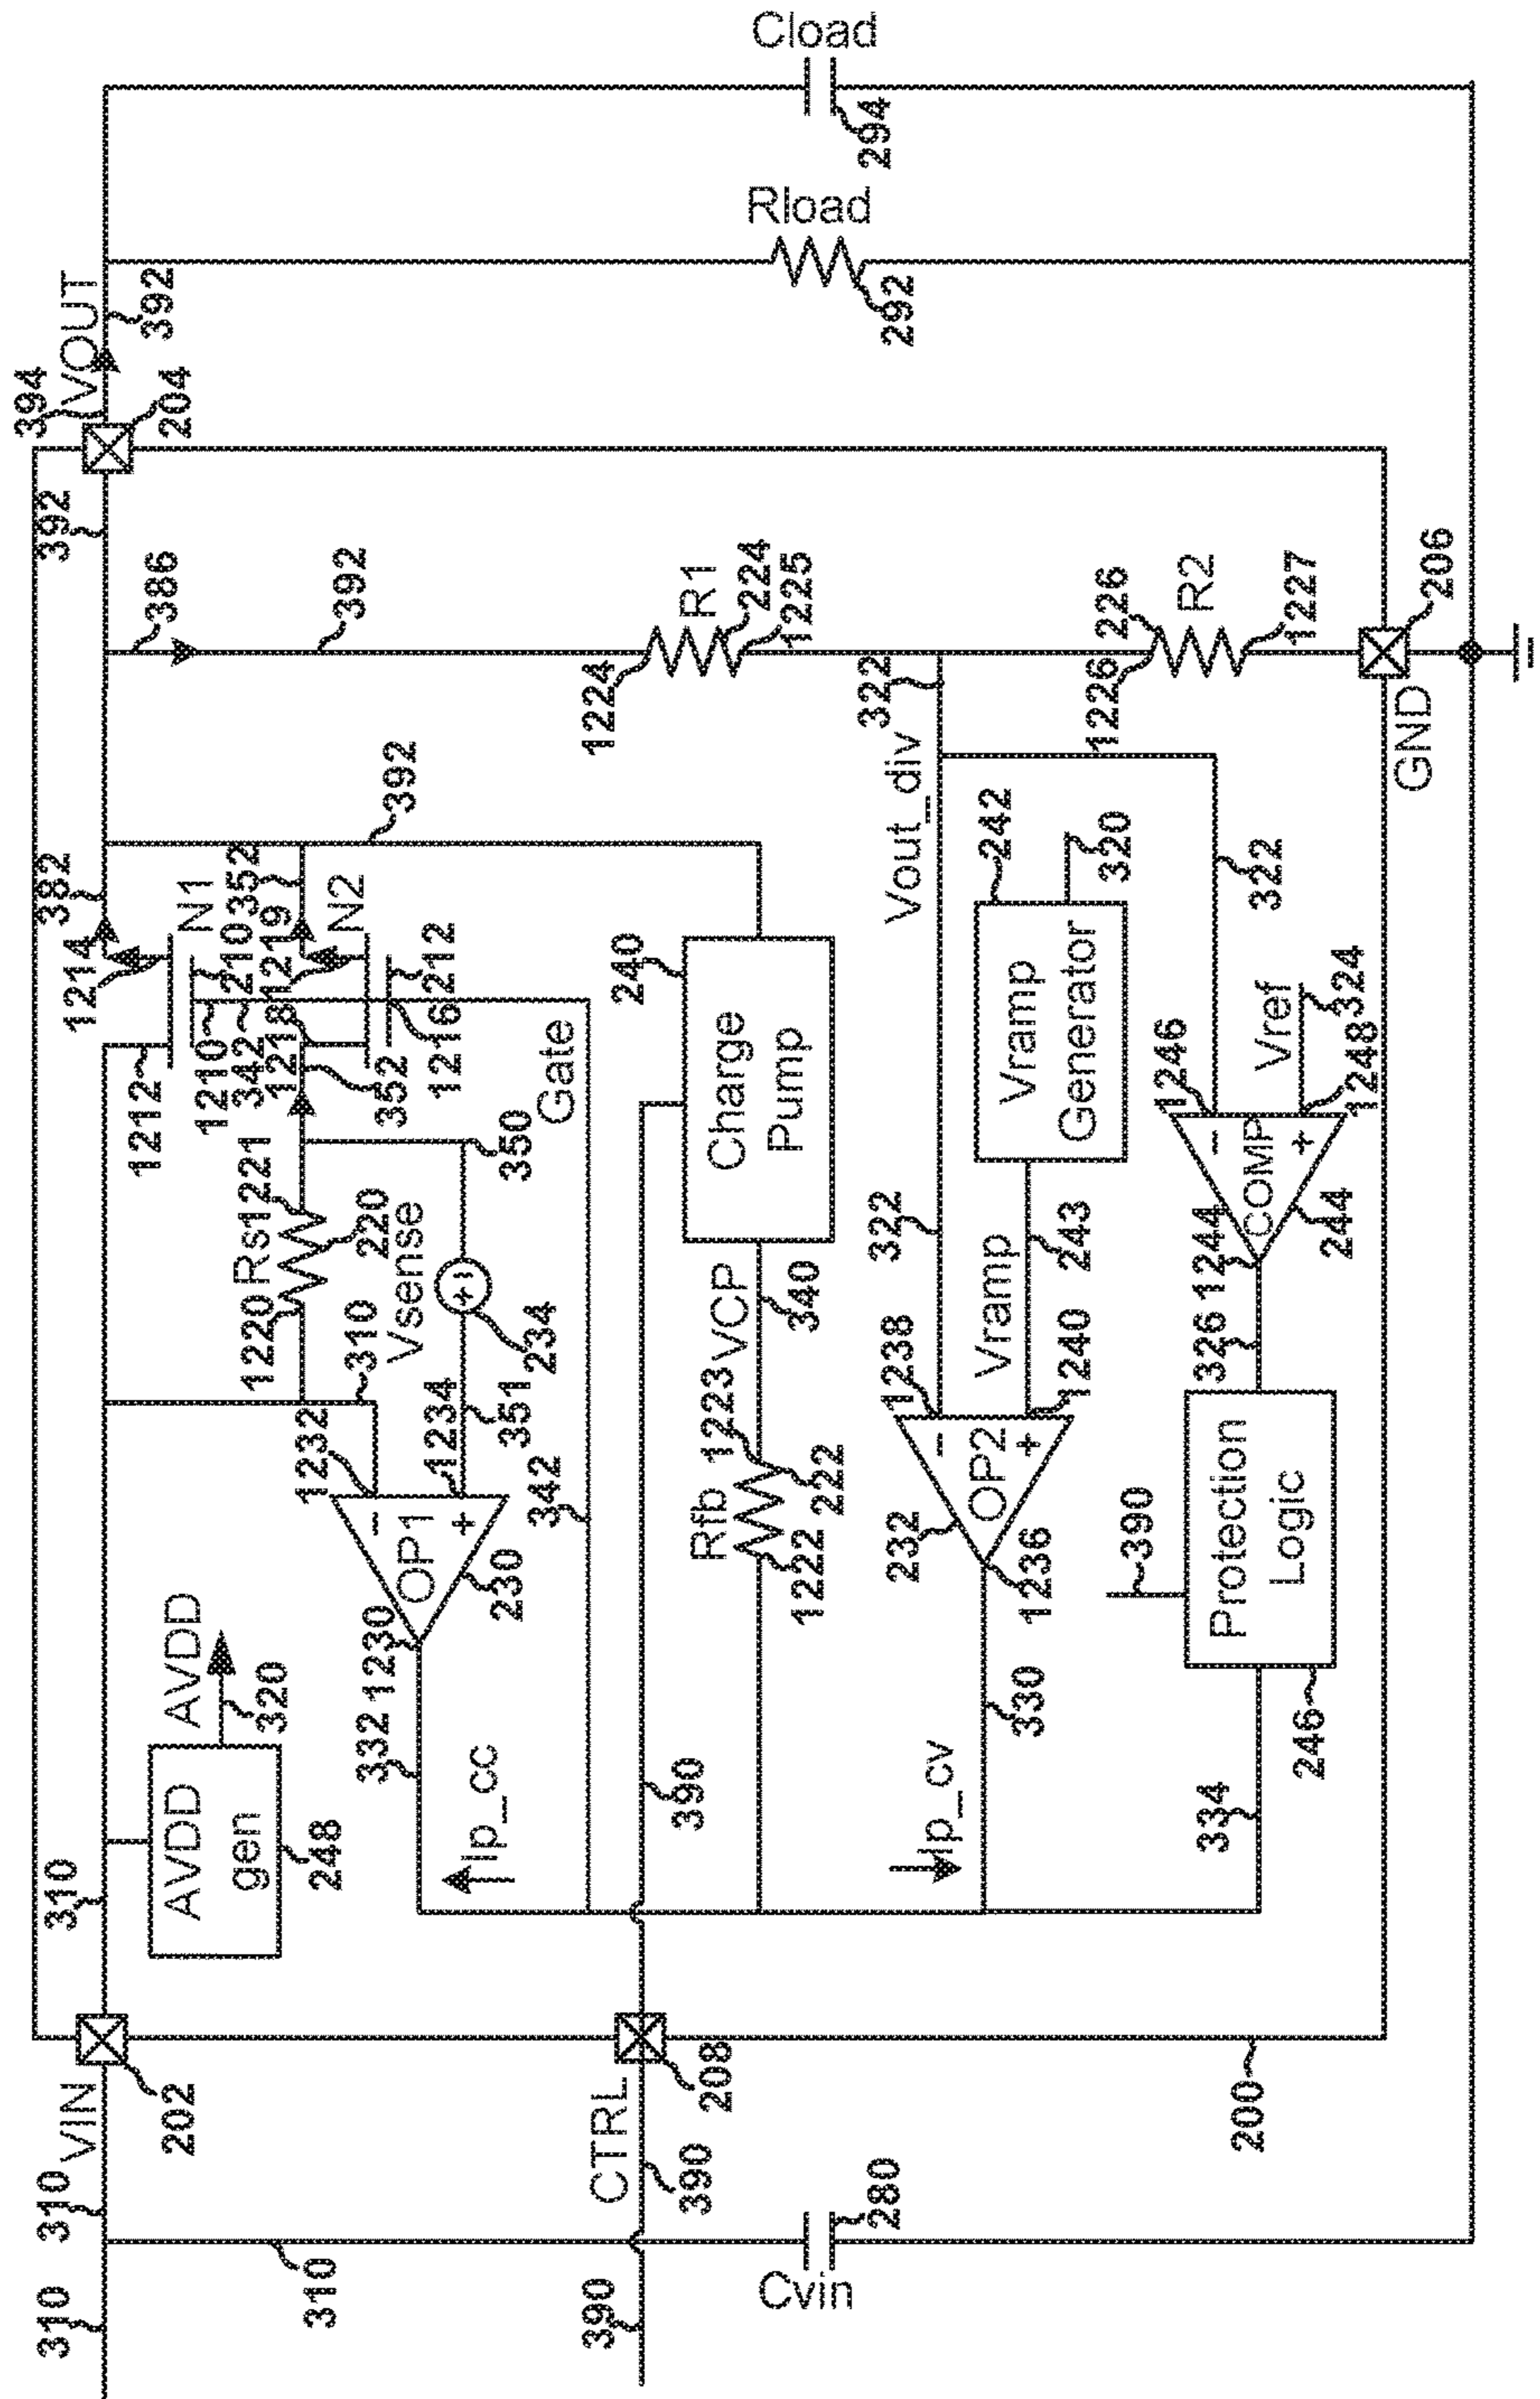 Cload
294
Rload
292
394
VOUT
392
204
392
386
392
1224
R1
224
1225
322
226
1226
R2
1227
206
GND
382
1214
N1
210
352
1219
N2
212
392
1212
1210
342
1218
352
1216
Gate
350
1220
Rs
1221
220
310
Vsense
234
1232
1234
351
342
OP1
230
1230
332
Ip_cc
AVDD
gen
248
AVDD
320
240
Charge
Pump
VCP
340
Rfb
1223
222
1222
390
Vout_div
322
242
Vramp
Generator
320
Vramp
243
1238
1240
232
OP2
1236
330
Ip_cv
322
Vref
324
1246
1248
COMP
244
1244
326
390
Protection
Logic
246
334
310
VIN
202
310
310
310
CTRL
208
390
390
Cvin
280
200